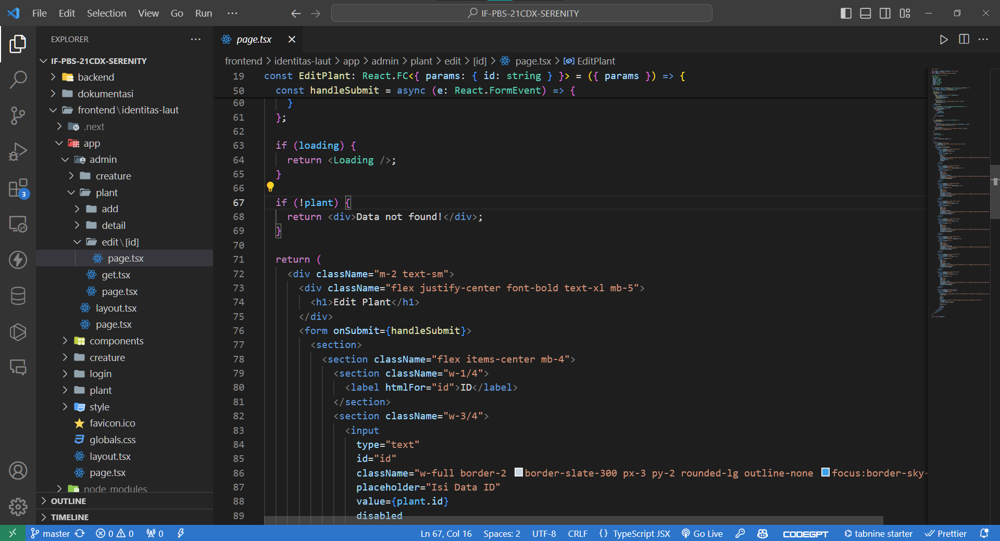 File Edit Selection View Go Run ··· IF-PBS-21CDX-SERENITY
EXPLORER ···
page.tsx
frontend > identitas-laut > app > admin > plant > edit > [id] > page.tsx > EditPlant
IF-PBS-21CDX-SERENITY
backend
dokumentasi
frontend\identitas-laut
.next
app
admin
creature
plant
add
detail
edit\[id]
page.tsx
get.tsx
page.tsx
layout.tsx
page.tsx
components
creature
login
plant
style
favicon.ico
globals.css
layout.tsx
page.tsx
node_modules
OUTLINE
TIMELINE
3
19 const EditPlant: React.FC<{ params: { id: string } }> = ({ params }) => {
50 const handleSubmit = async (e: React.FormEvent) => {
60 }
61 };
62
63 if (loading) {
64 return <Loading />;
65 }
66
67 if (!plant) {
68 return <div>Data not found!</div>;
69 }
70
71 return (
72 <div className="m-2 text-sm">
73 <div className="flex justify-center font-bold text-xl mb-5">
74 <h1>Edit Plant</h1>
75 </div>
76 <form onSubmit={handleSubmit}>
77 <section>
78 <section className="flex items-center mb-4">
79 <section className="w-1/4">
80 <label htmlFor="id">ID</label>
81 </section>
82 <section className="w-3/4">
83 <input
84 type="text"
85 id="id"
86 className="w-full border-2 border-slate-300 px-3 py-2 rounded-lg outline-none focus:border-sky-
87 placeholder="Isi Data ID"
88 value={plant.id}
89 disabled
master 0 0 0 Ln 67, Col 16 Spaces: 2 UTF-8 CRLF {} TypeScript JSX Go Live CODEGPT tabnine starter Prettier